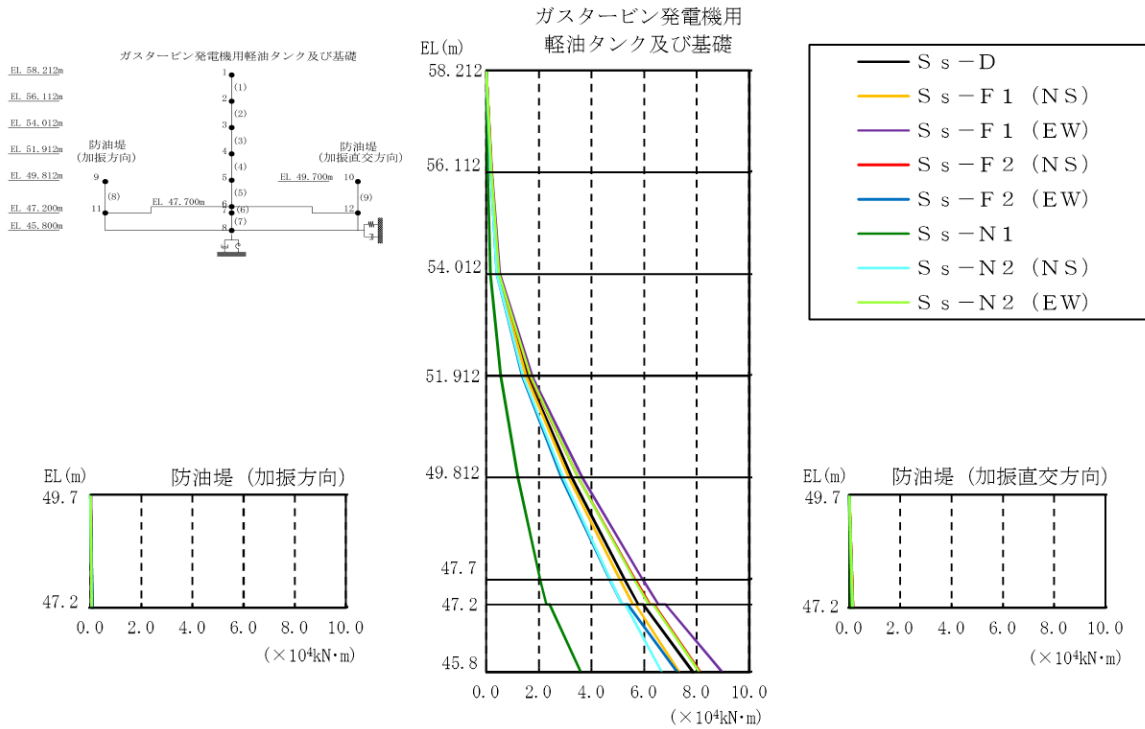 ガスタービン発電機用軽油タンク及び基礎
EL 58.212m
EL 56.112m
EL 54.012m
EL 51.912m
EL 49.812m
EL 47.200m
EL 45.800m
防油堤
(加振方向)
防油堤
(加振直交方向)
EL 49.700m
EL 47.700m
1
2
3
4
5
6
7
8
9
10
11
12
(1)
(2)
(3)
(4)
(5)
(6)
(7)
(8)
(9)
ガスタービン発電機用
軽油タンク及び基礎
EL(m)
58.212
56.112
54.012
51.912
49.812
47.7
47.2
45.8
0.0 2.0 4.0 6.0 8.0 10.0
(×10⁴kN・m)
Ss-D
Ss-F1 (NS)
Ss-F1 (EW)
Ss-F2 (NS)
Ss-F2 (EW)
Ss-N1
Ss-N2 (NS)
Ss-N2 (EW)
EL(m)
防油堤 (加振方向)
49.7
47.2
0.0 2.0 4.0 6.0 8.0 10.0
(×10⁴kN・m)
EL(m)
防油堤 (加振直交方向)
49.7
47.2
0.0 2.0 4.0 6.0 8.0 10.0
(×10⁴kN・m)